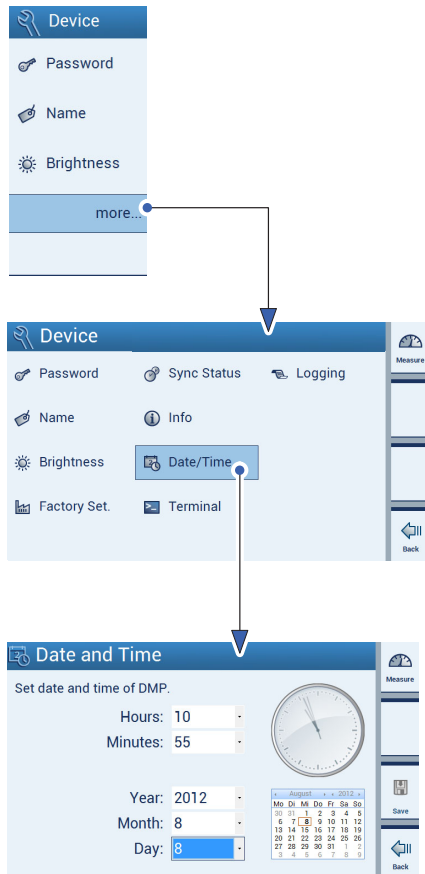 Device
Password
Name
Brightness
more...
Device
Measure
Password
Sync Status
Logging
Name
Info
Brightness
Date/Time
Factory Set.
>_ Terminal
Back
Date and Time
Measure
Set date and time of DMP.
Hours: 10
Minutes: 55
Year: 2012
Month: 8
Day: 8
August 2012
Mo Di Mi Do Fr Sa So
30 31 1 2 3 4 5
6 7 8 9 10 11 12
13 14 15 16 17 18 19
20 21 22 23 24 25 26
27 28 29 30 31 1 2
3 4 5 6 7 8 9
Save
Back